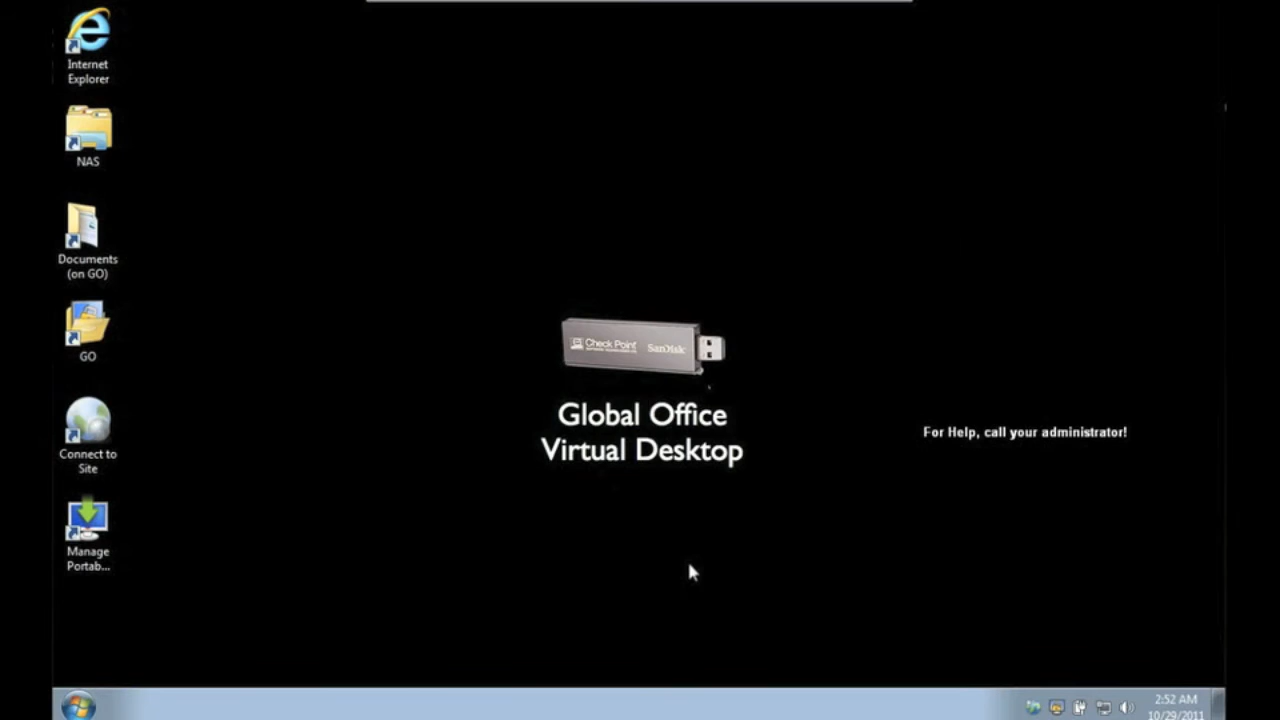 Internet
Explorer
NAS
Documents
(on GO)
GO
Connect to
Site
Manage
Portab...
Check Point
SanDisk
Global Office
Virtual Desktop
For Help, call your administrator!
2:52 AM
10/29/2011